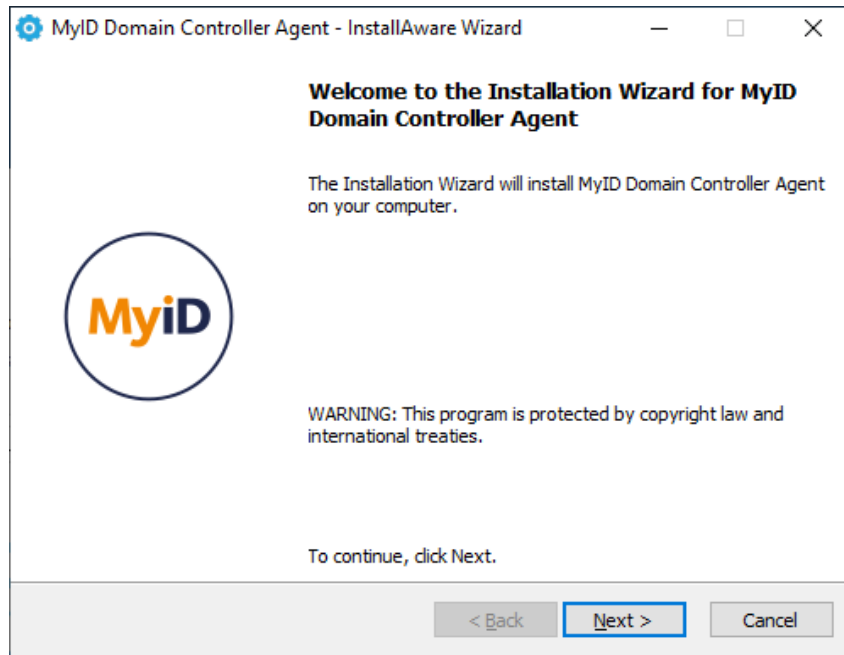 MyID Domain Controller Agent - InstallAware Wizard
Welcome to the Installation Wizard for MyID
Domain Controller Agent
The Installation Wizard will install MyID Domain Controller Agent
on your computer.
MyiD
WARNING: This program is protected by copyright law and
international treaties.
To continue, click Next.
< Back
Next >
Cancel